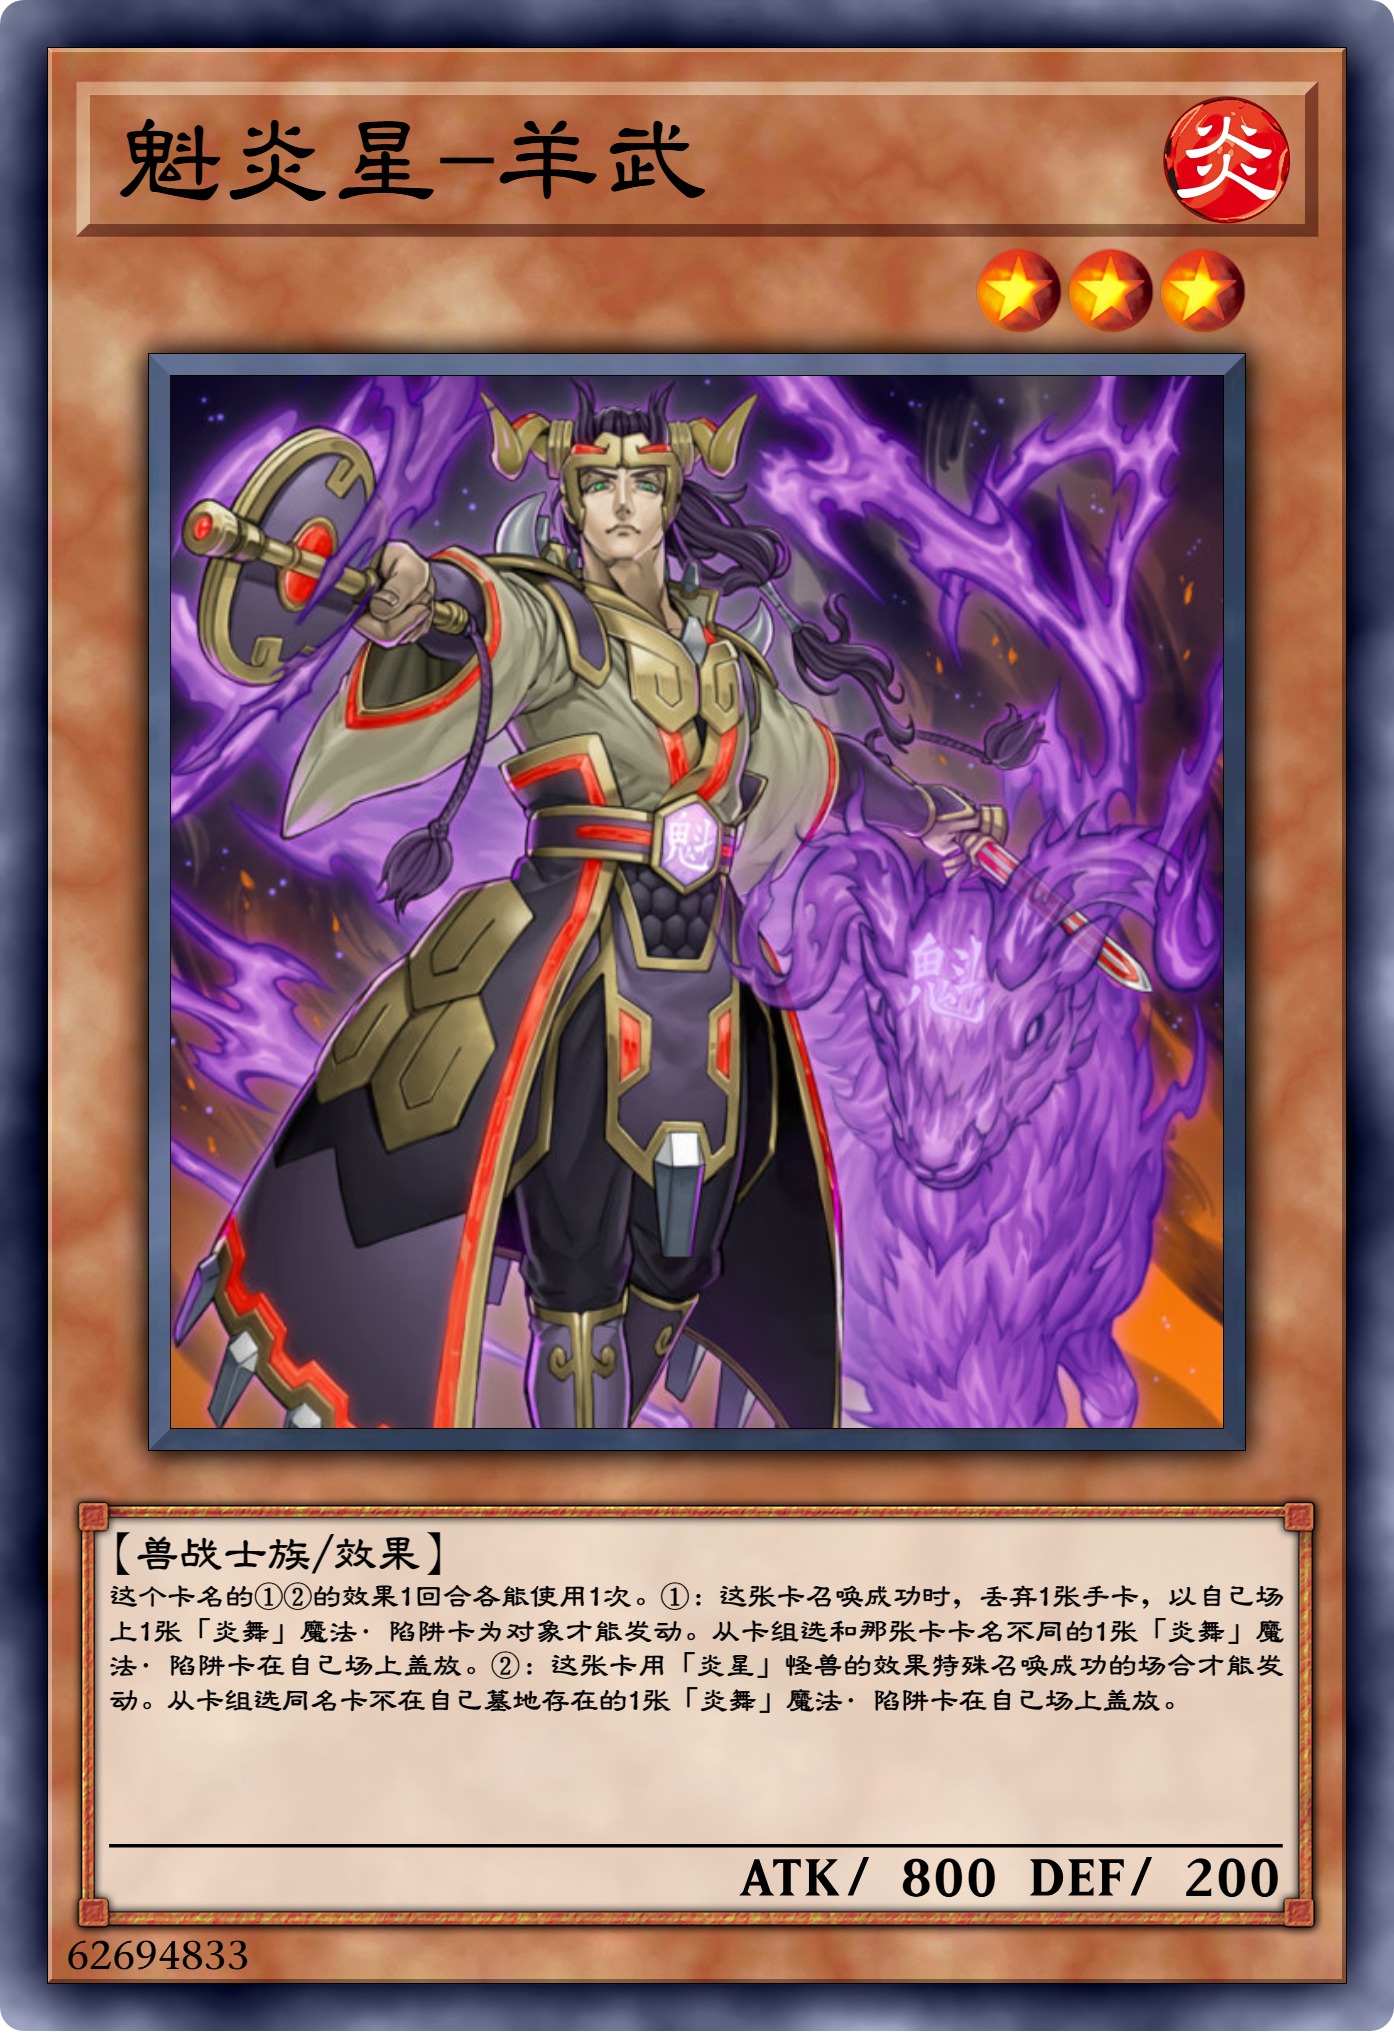 魁炎星-羊武
炎
魁
魁
【兽战士族/效果】
这个卡名的①②的效果1回合各能使用1次。①：这张卡召唤成功时，丢弃1张手卡，以自己场
上1张「炎舞」魔法·陷阱卡为对象才能发动。从卡组选和那张卡卡名不同的1张「炎舞」魔
法·陷阱卡在自己场上盖放。②：这张卡用「炎星」怪兽的效果特殊召唤成功的场合才能发
动。从卡组选同名卡不在自己墓地存在的1张「炎舞」魔法·陷阱卡在自己场上盖放。
ATK/ 800 DEF/ 200
62694833